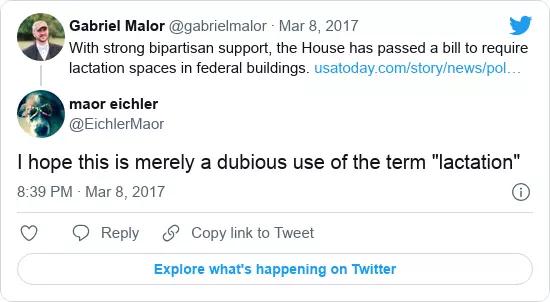 Gabriel Malor @gabrielmalor · Mar 8, 2017
With strong bipartisan support, the House has passed a bill to require
lactation spaces in federal buildings. usatoday.com/story/news/pol…
maor eichler
@EichlerMaor
I hope this is merely a dubious use of the term "lactation"
8:39 PM · Mar 8, 2017
Reply
Copy link to Tweet
Explore what's happening on Twitter